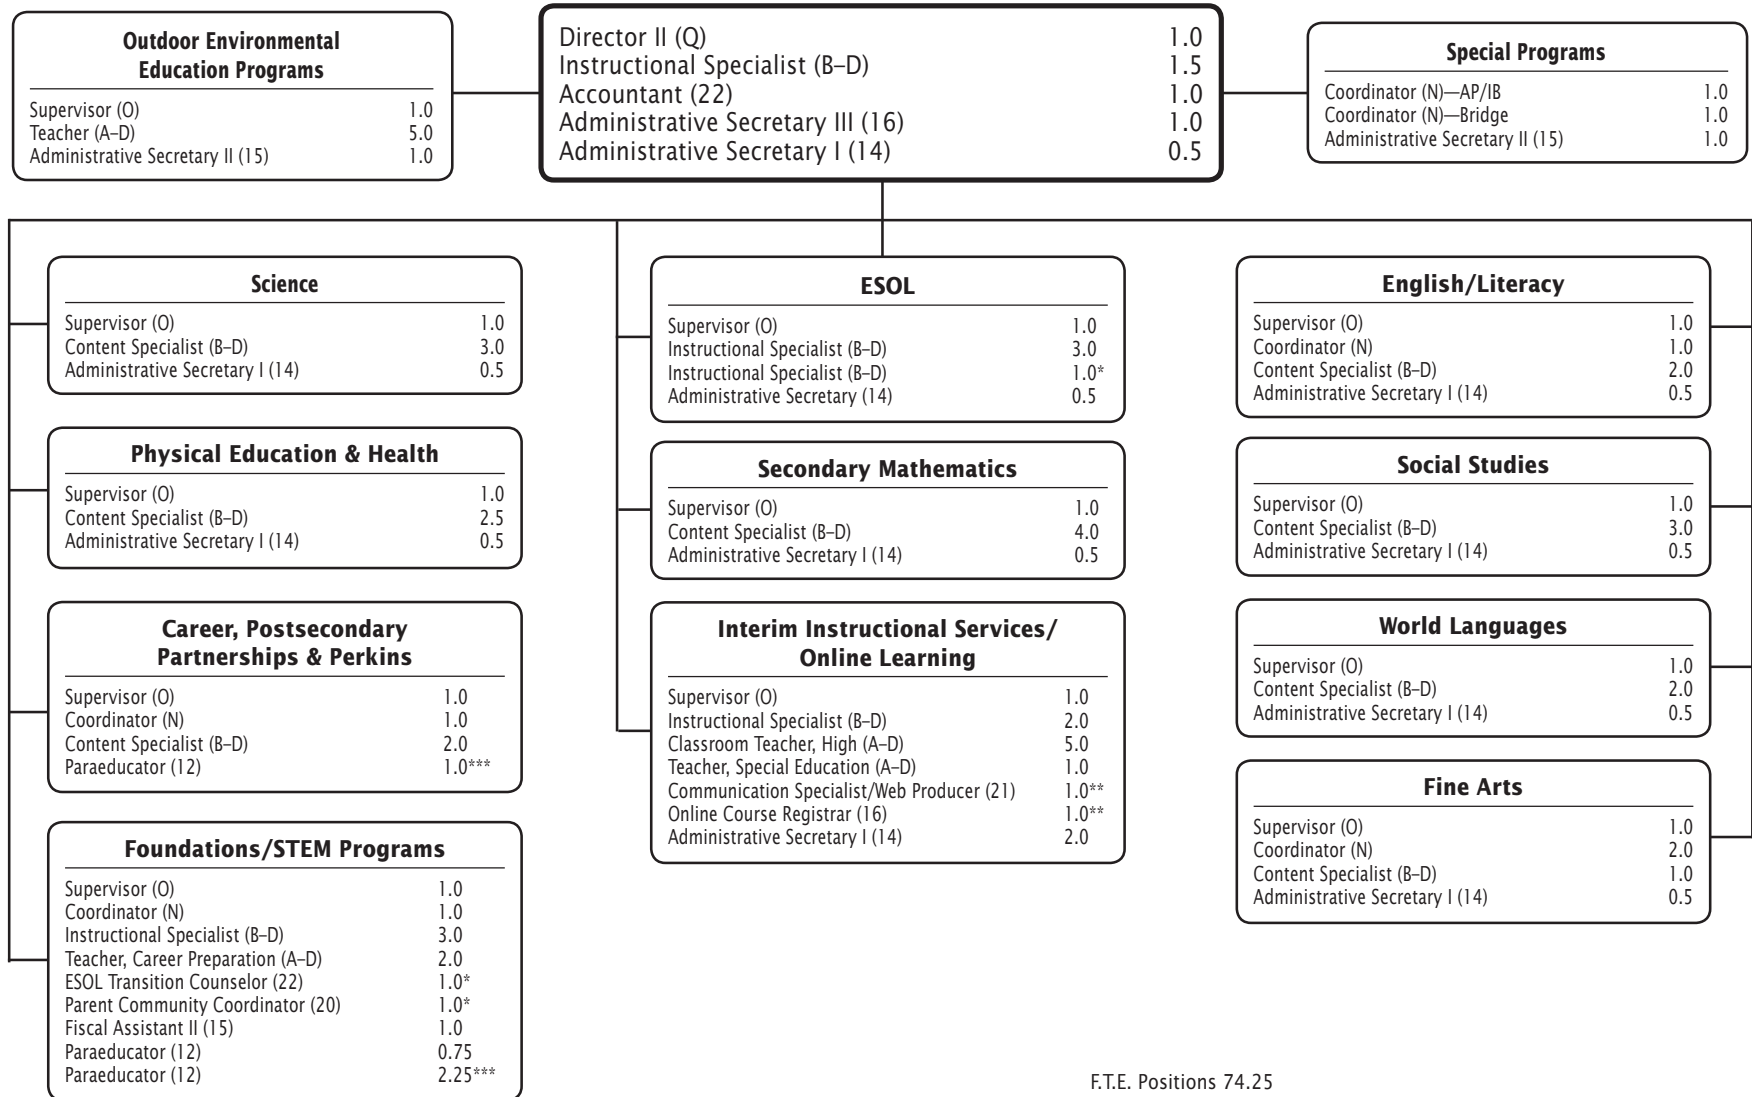 Outdoor Environmental
Education Programs
Supervisor (O) 1.0
Teacher (A–D) 5.0
Administrative Secretary II (15) 1.0
Director II (Q) 1.0
Instructional Specialist (B–D) 1.5
Accountant (22) 1.0
Administrative Secretary III (16) 1.0
Administrative Secretary I (14) 0.5
Special Programs
Coordinator (N)—AP/IB 1.0
Coordinator (N)—Bridge 1.0
Administrative Secretary II (15) 1.0
Science
Supervisor (O) 1.0
Content Specialist (B–D) 3.0
Administrative Secretary I (14) 0.5
Physical Education & Health
Supervisor (O) 1.0
Content Specialist (B–D) 2.5
Administrative Secretary I (14) 0.5
Career, Postsecondary
Partnerships & Perkins
Supervisor (O) 1.0
Coordinator (N) 1.0
Content Specialist (B–D) 2.0
Paraeducator (12) 1.0***
Foundations/STEM Programs
Supervisor (O) 1.0
Coordinator (N) 1.0
Instructional Specialist (B–D) 3.0
Teacher, Career Preparation (A–D) 2.0
ESOL Transition Counselor (22) 1.0*
Parent Community Coordinator (20) 1.0*
Fiscal Assistant II (15) 1.0
Paraeducator (12) 0.75
Paraeducator (12) 2.25***
ESOL
Supervisor (O) 1.0
Instructional Specialist (B–D) 3.0
Instructional Specialist (B–D) 1.0*
Administrative Secretary (14) 0.5
Secondary Mathematics
Supervisor (O) 1.0
Content Specialist (B–D) 4.0
Administrative Secretary I (14) 0.5
Interim Instructional Services/
Online Learning
Supervisor (O) 1.0
Instructional Specialist (B–D) 2.0
Classroom Teacher, High (A–D) 5.0
Teacher, Special Education (A–D) 1.0
Communication Specialist/Web Producer (21) 1.0**
Online Course Registrar (16) 1.0**
Administrative Secretary I (14) 2.0
English/Literacy
Supervisor (O) 1.0
Coordinator (N) 1.0
Content Specialist (B–D) 2.0
Administrative Secretary I (14) 0.5
Social Studies
Supervisor (O) 1.0
Content Specialist (B–D) 3.0
Administrative Secretary I (14) 0.5
World Languages
Supervisor (O) 1.0
Content Specialist (B–D) 2.0
Administrative Secretary I (14) 0.5
Fine Arts
Supervisor (O) 1.0
Coordinator (N) 2.0
Content Specialist (B–D) 1.0
Administrative Secretary I (14) 0.5
F.T.E. Positions 74.25